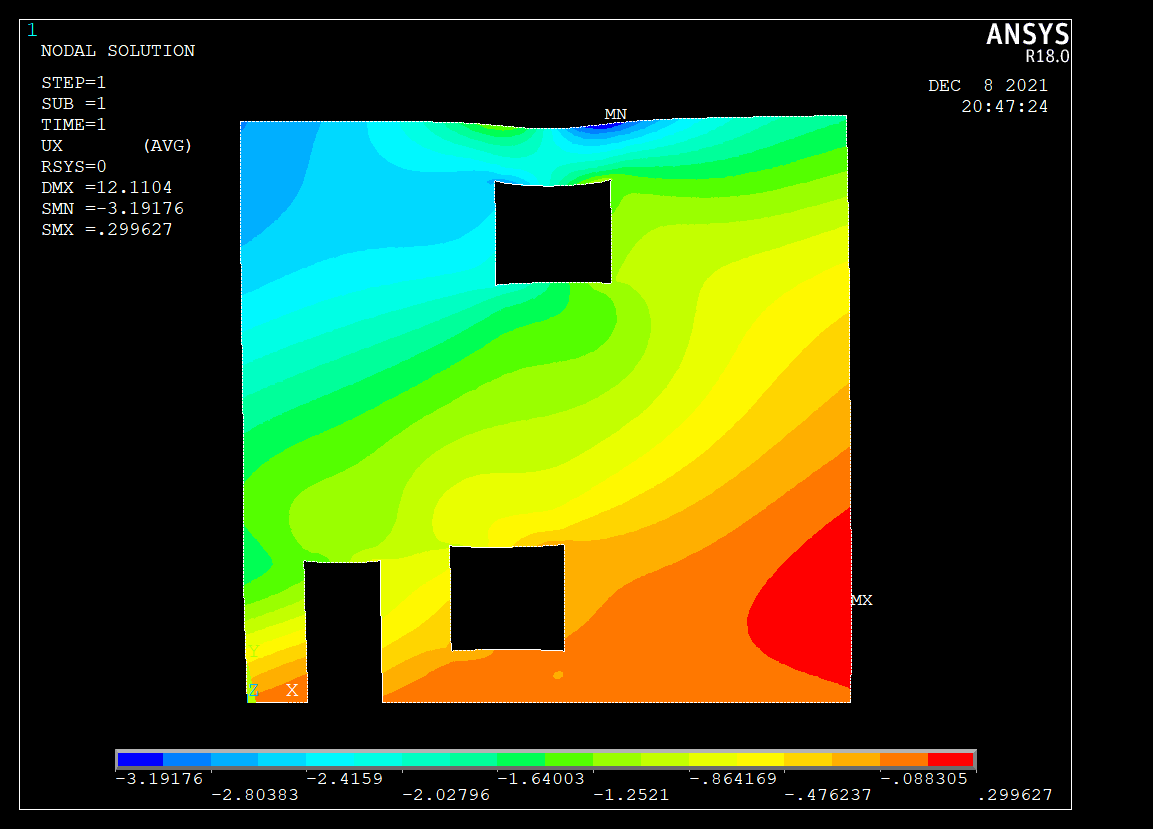 1
ANSYS
R18.0
NODAL SOLUTION
STEP=1
SUB =1
TIME=1
UX       (AVG)
RSYS=0
DMX =12.1104
SMN =-3.19176
SMX =.299627
DEC  8 2021
20:47:24
MN
MX
Y
Z   X
-3.19176   -2.4159   -1.64003   -.864169   -.088305
-2.80383   -2.02796   -1.2521   -.476237   .299627